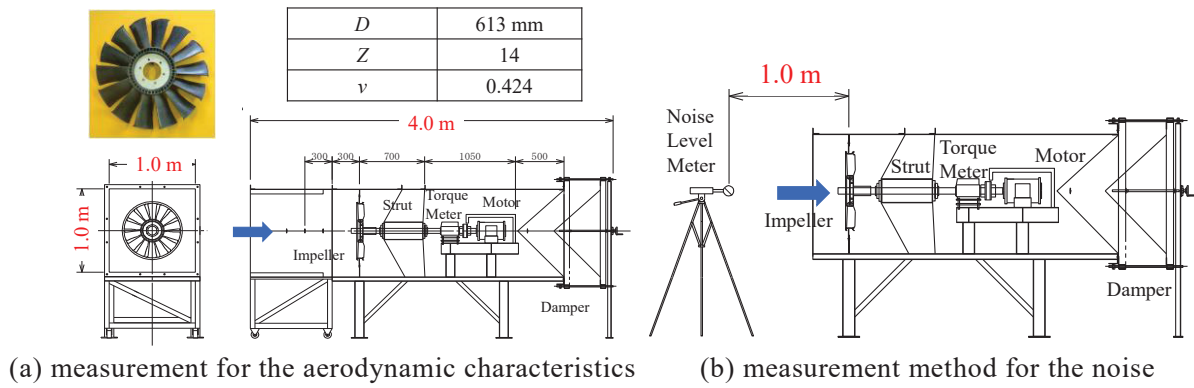 D 613 mm
Z 14
ν 0.424
4.0 m
300 300 700 1050 500
1.0 m
1.0 m
Strut
Torque
Meter
Motor
Impeller
Damper
(a) measurement for the aerodynamic characteristics
1.0 m
Noise
Level
Meter
Strut
Torque
Meter
Motor
Impeller
Damper
(b) measurement method for the noise